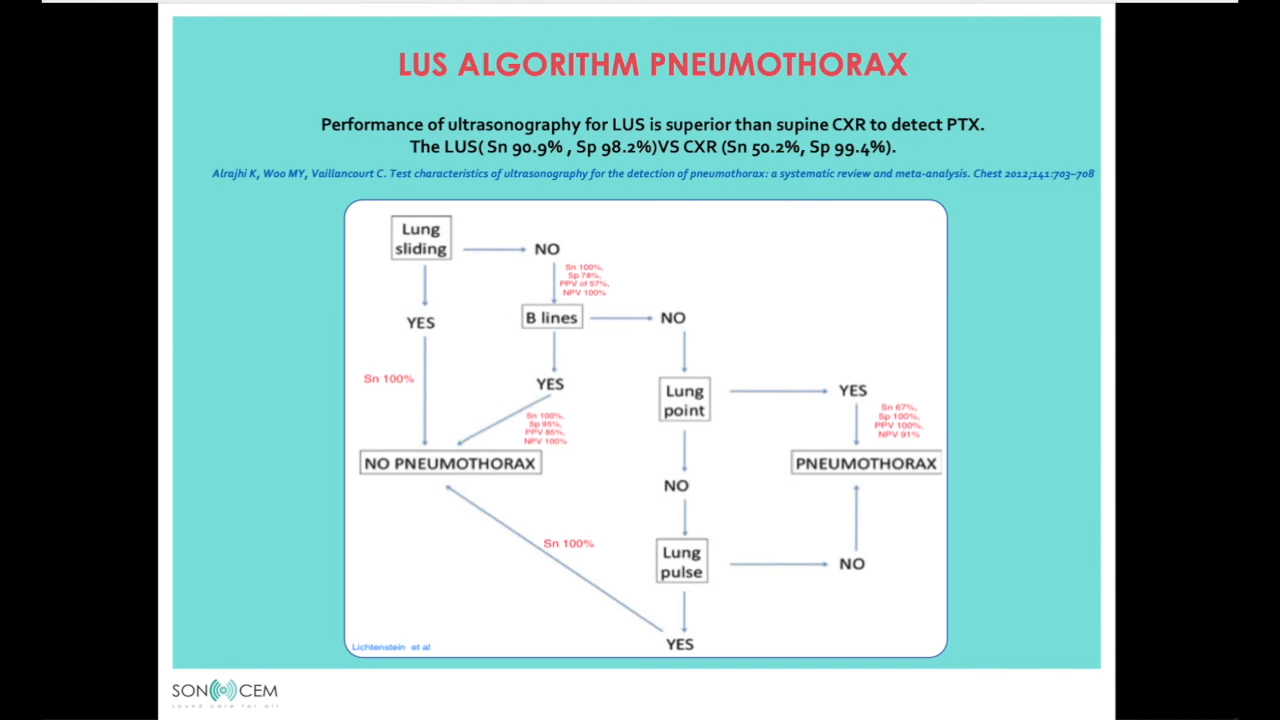 LUS ALGORITHM PNEUMOTHORAX
Performance of ultrasonography for LUS is superior than supine CXR to detect PTX.
The LUS( Sn 90.9% , Sp 98.2%)VS CXR (Sn 50.2%, Sp 99.4%).
Alrajhi K, Woo MY, Vaillancourt C. Test characteristics of ultrasonography for the detection of pneumothorax: a systematic review and meta-analysis. Chest 2012;141:703–708
Lung
sliding
NO
Sn 100%,
Sp 78%,
PPV of 57%,
NPV 100%
YES
B lines
NO
Sn 100%
YES
Sn 100%,
Sp 95%,
PPV 85%,
NPV 100%
Lung
point
YES
Sn 67%,
Sp 100%,
PPV 100%,
NPV 91%
NO PNEUMOTHORAX
PNEUMOTHORAX
NO
Sn 100%
Lung
pulse
NO
YES
Lichtenstein et al
SON CEM
sound care for all